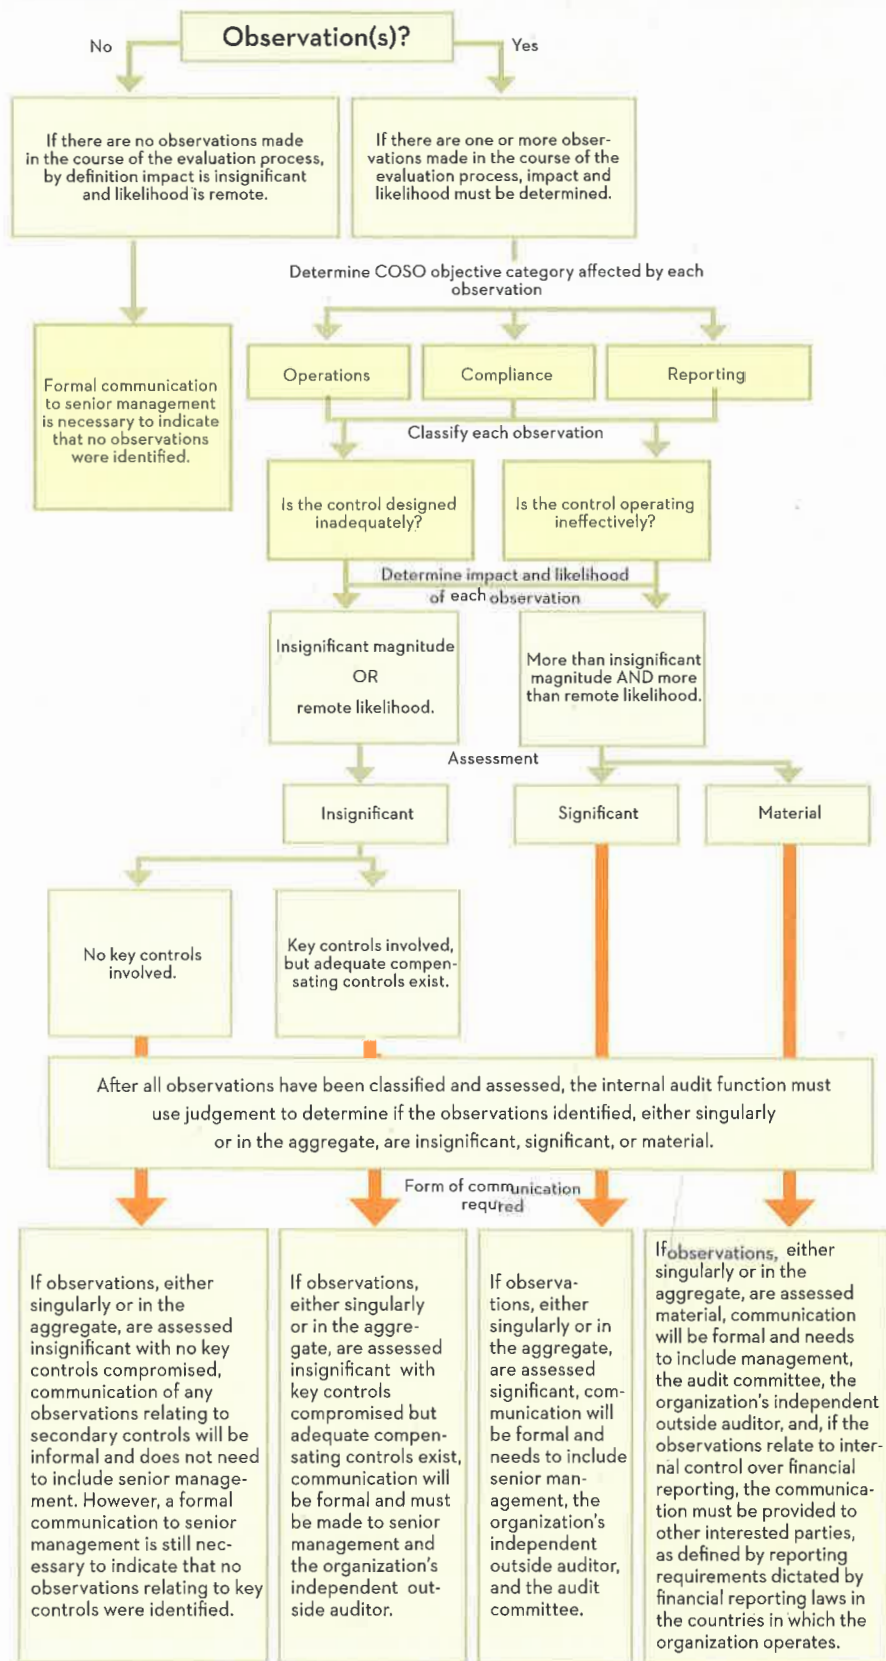 Observation(s)?
No
Yes
If there are no observations made
in the course of the evaluation process,
by definition impact is insignificant
and likelihood is remote.
If there are one or more obser-
vations made in the course of the
evaluation process, impact and
likelihood must be determined.
Determine COSO objective category affected by each
observation
Formal communication
to senior management
is necessary to indicate
that no observations
were identified.
Operations
Compliance
Reporting
Classify each observation
Is the control designed
inadequately?
Is the control operating
ineffectively?
Determine impact and likelihood
of each observation
Insignificant magnitude
OR
remote likelihood.
More than insignificant
magnitude AND more
than remote likelihood.
Assessment
Insignificant
Significant
Material
No key controls
involved.
Key controls involved,
but adequate compen-
sating controls exist.
After all observations have been classified and assessed, the internal audit function must
use judgement to determine if the observations identified, either singularly
or in the aggregate, are insignificant, significant, or material.
Form of communication
required
If observations, either
singularly or in the
aggregate, are assessed
insignificant with no key
controls compromised,
communication of any
observations relating to
secondary controls will be
informal and does not need
to include senior manage-
ment. However, a formal
communication to senior
management is still nec-
essary to indicate that no
observations relating to key
controls were identified.
If observations,
either singularly
or in the aggre-
gate, are assessed
insignificant with
key controls
compromised but
adequate compen-
sating controls exist,
communication will
be formal and must
be made to senior
management and
the organization's
independent out-
side auditor.
If observa-
tions, either
singularly or in
the aggregate,
are assessed
significant, com-
munication will
be formal and
needs to include
senior man-
agement, the
organization's
independent
outside auditor,
and the audit
committee.
If observations, either
singularly or in the
aggregate, are assessed
material, communication
will be formal and needs
to include management,
the audit committee, the
organization's independent
outside auditor, and, if the
observations relate to inter-
nal control over financial
reporting, the communica-
tion must be provided to
other interested parties,
as defined by reporting
requirements dictated by
financial reporting laws in
the countries in which the
organization operates.